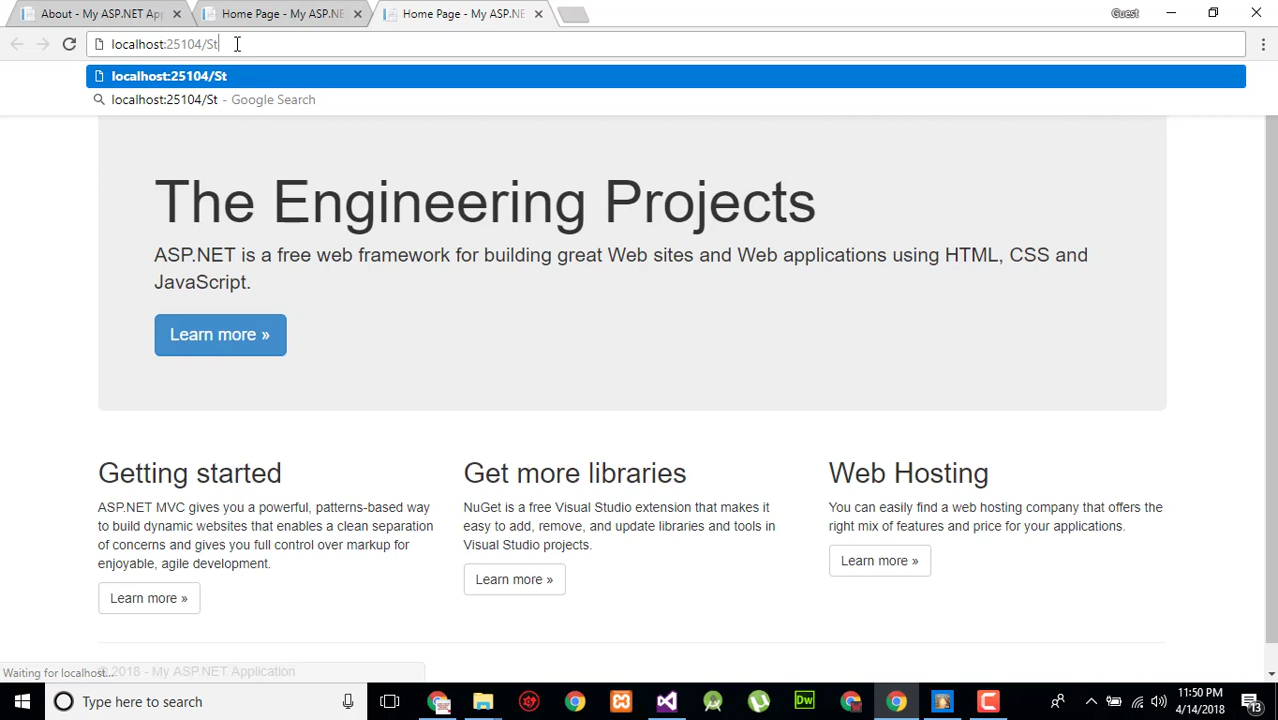 About - My ASP.NET App
Home Page - My ASP.NE
Home Page - My ASP.NE
Guest
localhost:25104/St
localhost:25104/St
localhost:25104/St - Google Search
The Engineering Projects
ASP.NET is a free web framework for building great Web sites and Web applications using HTML, CSS and
JavaScript.
Learn more »
Getting started
ASP.NET MVC gives you a powerful, patterns-based way
to build dynamic websites that enables a clean separation
of concerns and gives you full control over markup for
enjoyable, agile development.
Learn more »
Get more libraries
NuGet is a free Visual Studio extension that makes it
easy to add, remove, and update libraries and tools in
Visual Studio projects.
Learn more »
Web Hosting
You can easily find a web hosting company that offers the
right mix of features and price for your applications.
Learn more »
© 2018 - My ASP.NET Application
Waiting for localhost...
Type here to search
Dw
11:50 PM
4/14/2018
13